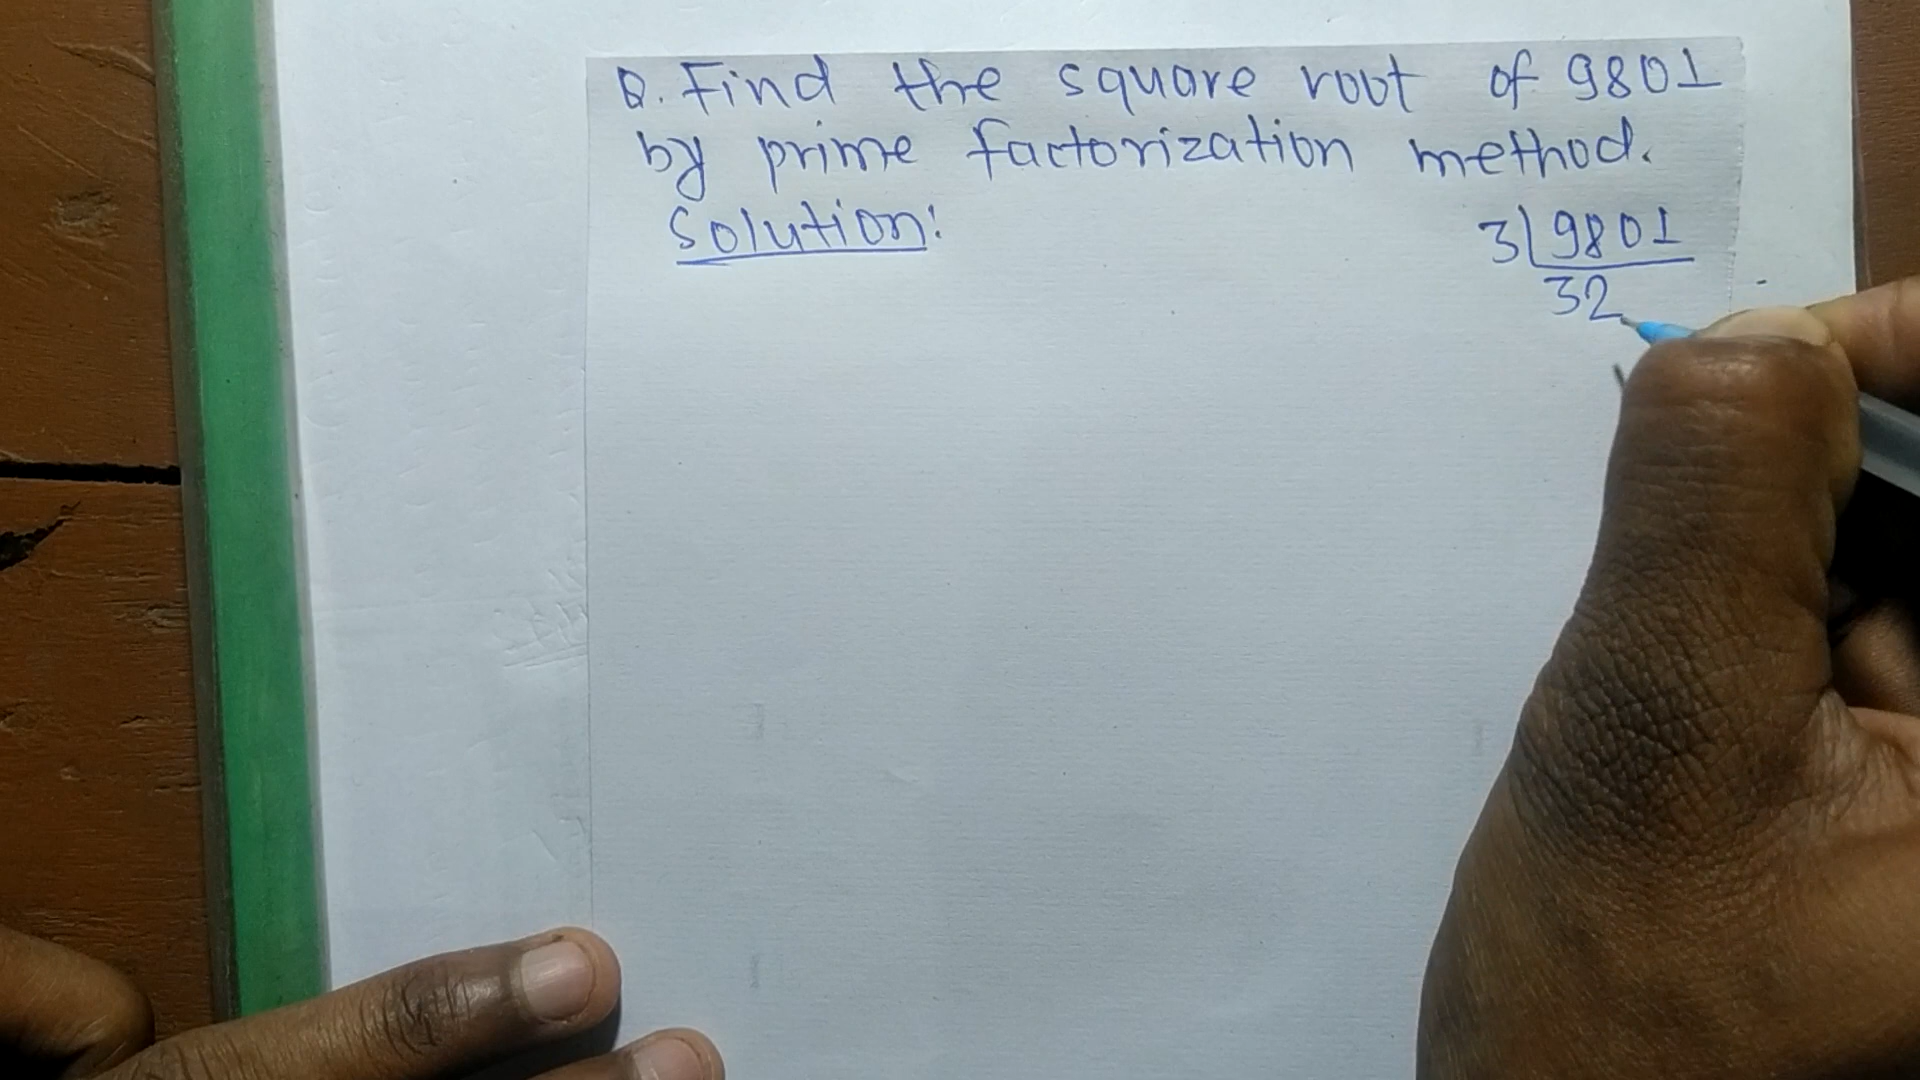 Q. Find the square root of 9801
by prime factorization method.
Solution:
3 9801
32